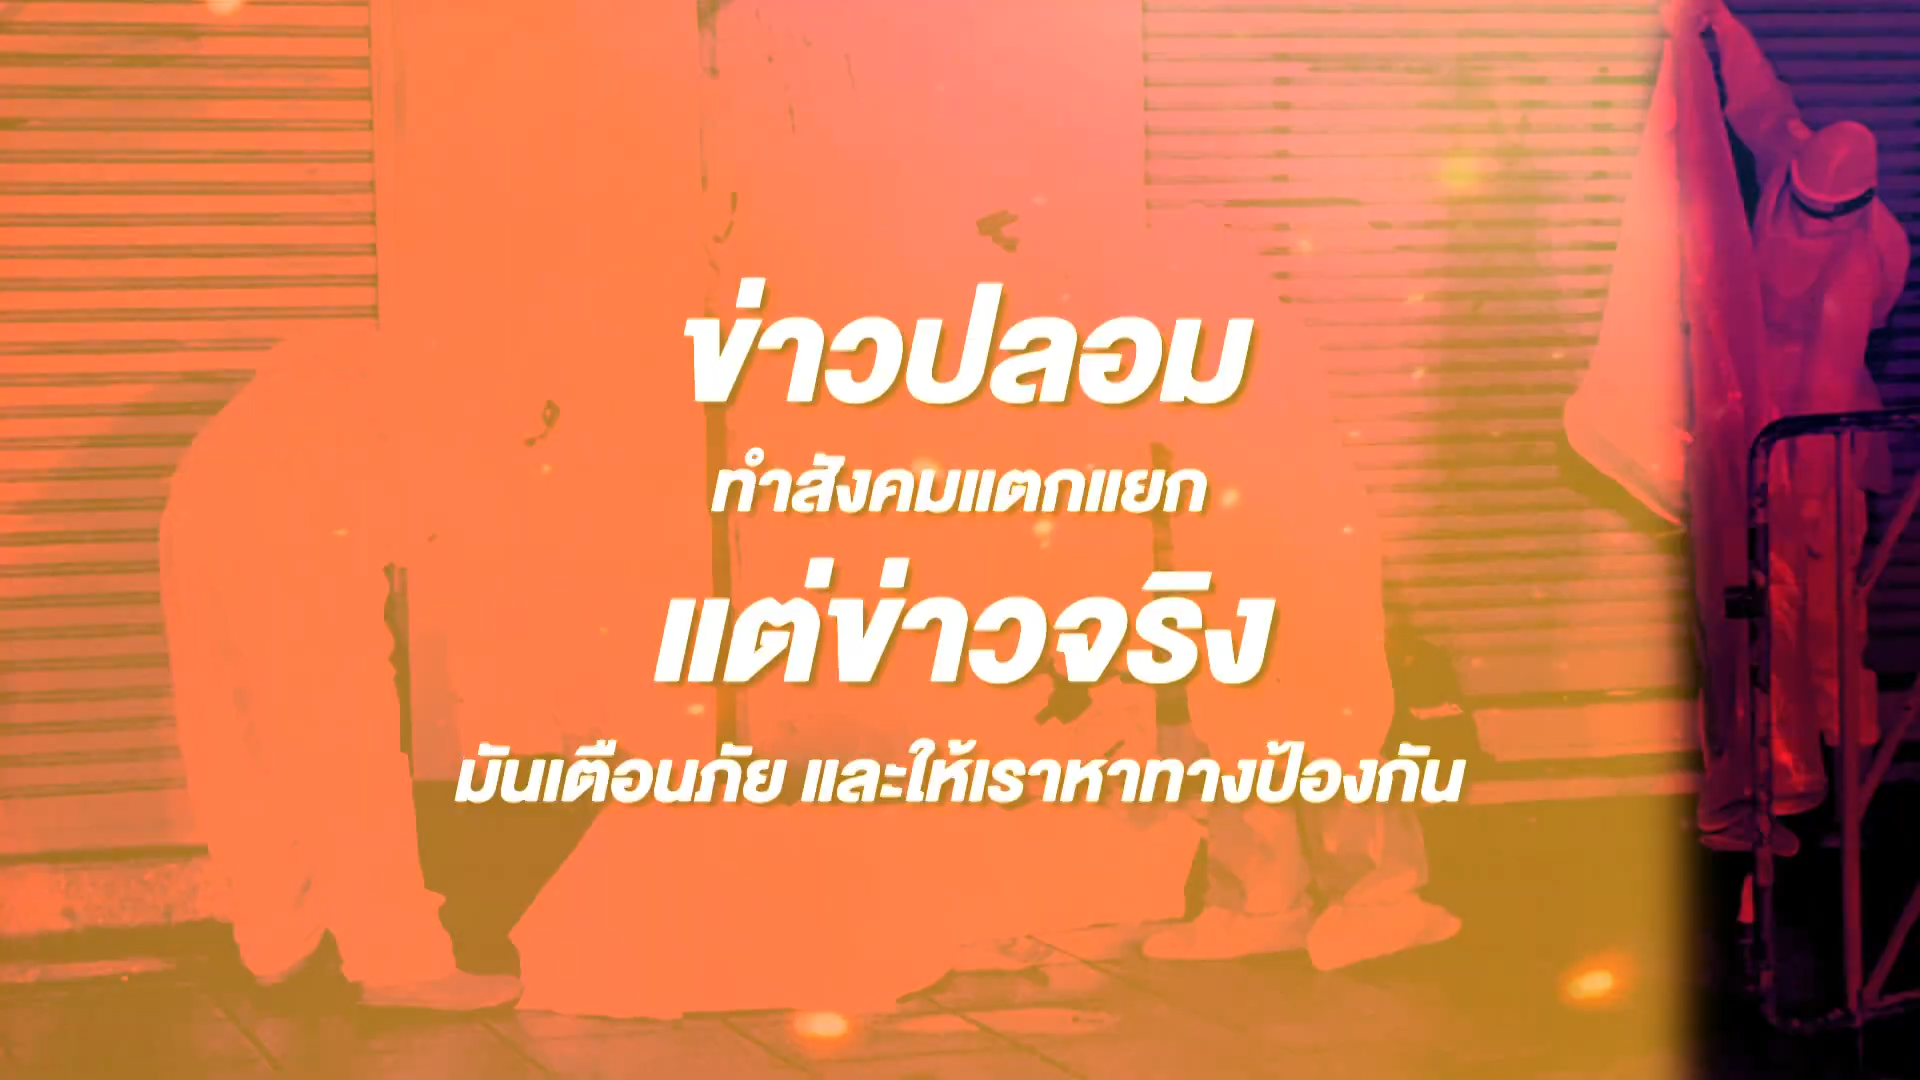 ข่าวปลอม
ทำสังคมแตกแยก
แต่ข่าวจริง
มันเตือนภัย และให้เราหาทางป้องกัน